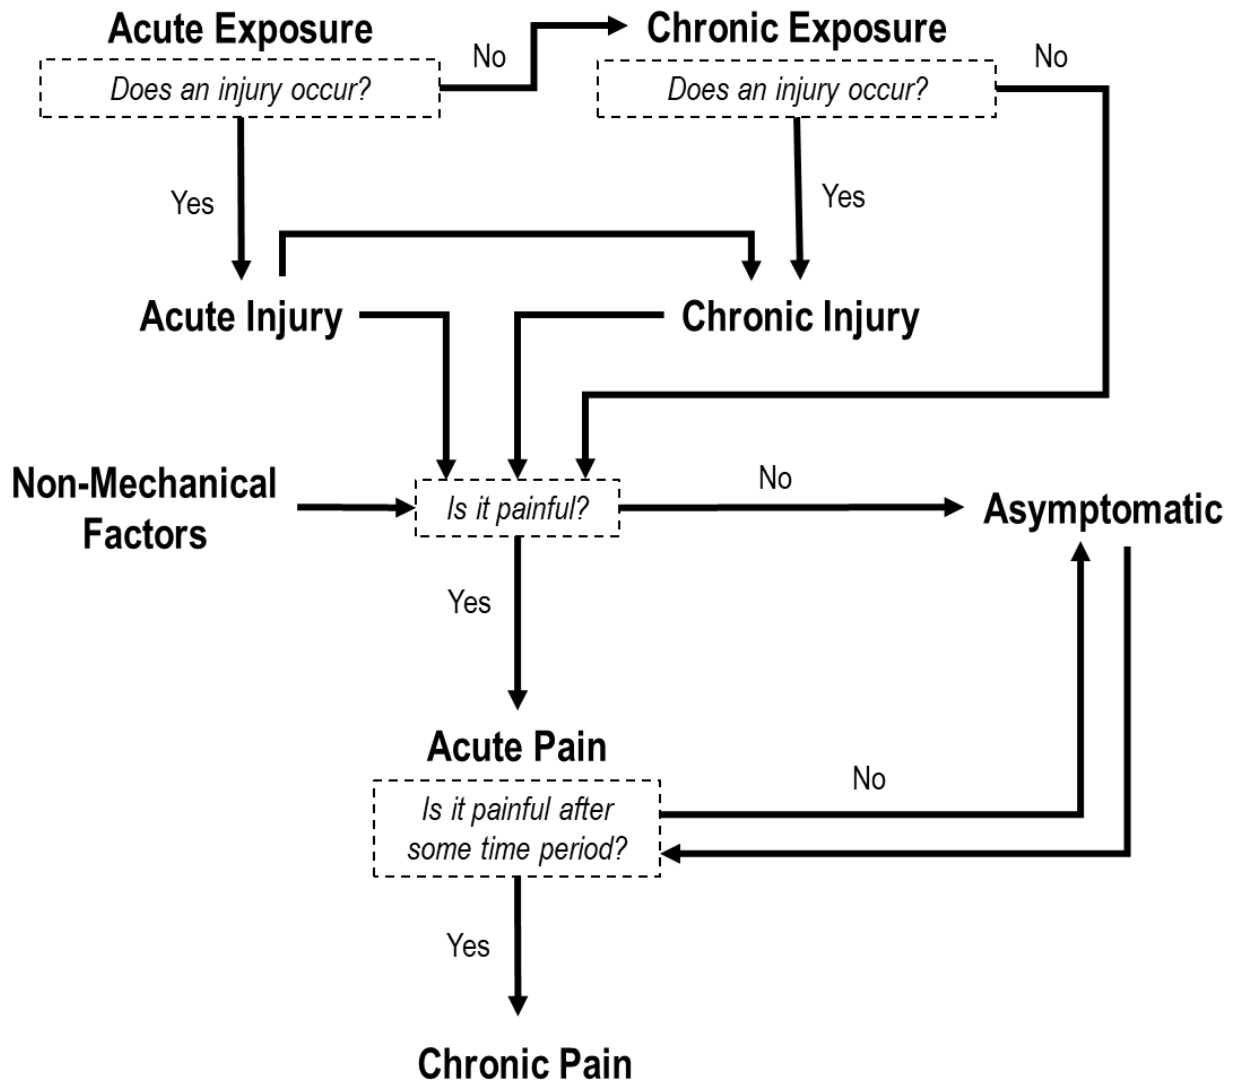 Acute Exposure
No
Chronic Exposure
No
Does an injury occur?
Does an injury occur?
Yes
Yes
Acute Injury
Chronic Injury
Non-Mechanical
Factors
Is it painful?
No
Asymptomatic
Yes
Acute Pain
Is it painful after
some time period?
No
Yes
Chronic Pain